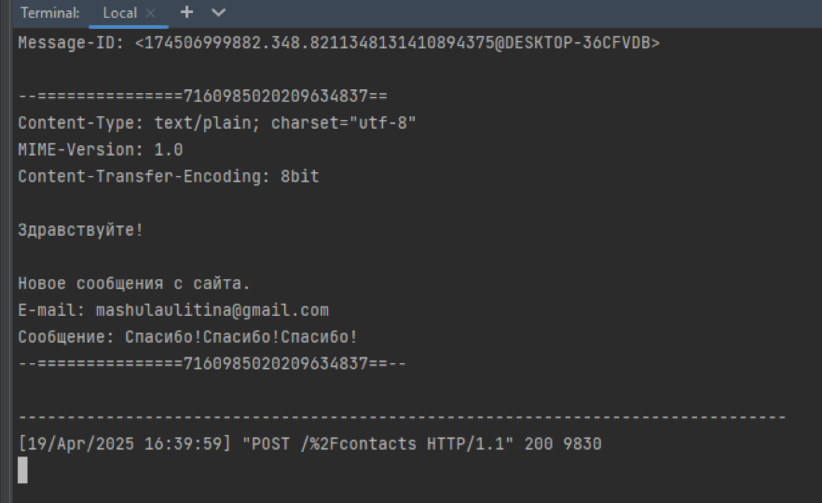 Terminal: Local
Message-ID: <174506999882.348.8211348131410894375@DESKTOP-36CFVDB>
--===============7160985020209634837==
Content-Type: text/plain; charset="utf-8"
MIME-Version: 1.0
Content-Transfer-Encoding: 8bit
Здравствуйте!
Новое сообщения с сайта.
E-mail: mashulaulitina@gmail.com
Сообщение: Спасибо!Спасибо!Спасибо!
--===============7160985020209634837==--
-------------------------------------------------------------------------------
[19/Apr/2025 16:39:59] "POST /%2Fcontacts HTTP/1.1" 200 9830